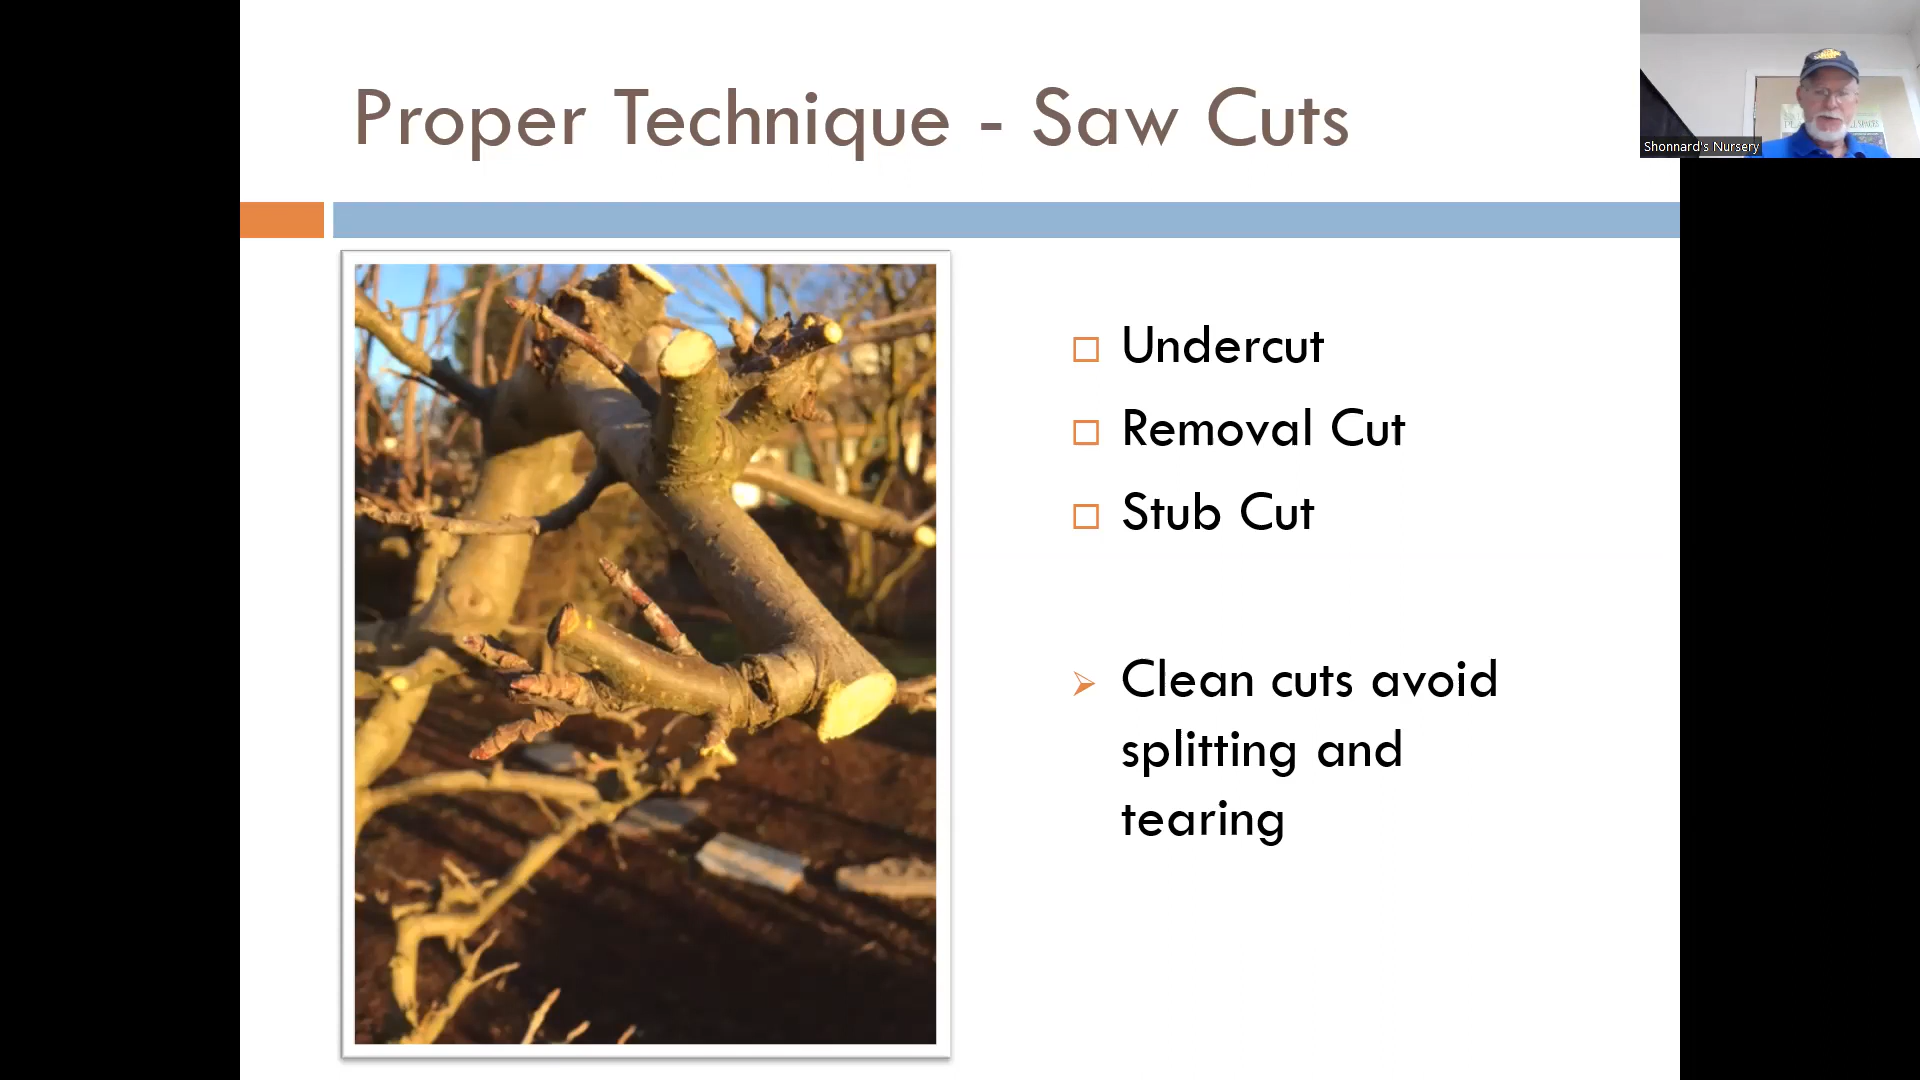 Proper Technique - Saw Cuts
Shonnard's Nursery
Undercut
Removal Cut
Stub Cut
Clean cuts avoid
splitting and
tearing